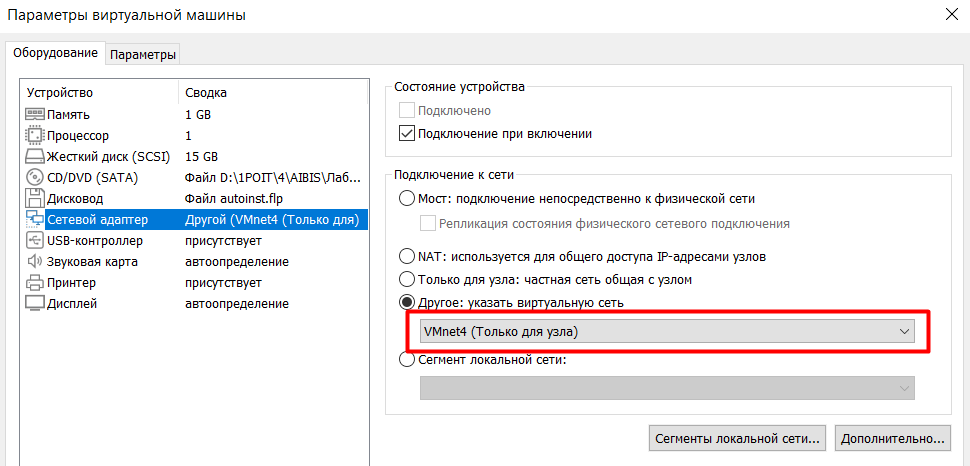 Параметры виртуальной машины
Оборудование Параметры
Устройство Сводка
Память 1 GB
Процессор 1
Жесткий диск (SCSI) 15 GB
CD/DVD (SATA) Файл D:\1POIT\4\AIBIS\Лаб...
Дисковод Файл autoinst.flp
Сетевой адаптер Другой (VMnet4 (Только для)
USB-контроллер присутствует
Звуковая карта автоопределение
Принтер присутствует
Дисплей автоопределение
Состояние устройства
Подключено
Подключение при включении
Подключение к сети
Мост: подключение непосредственно к физической сети
Репликация состояния физического сетевого подключения
NAT: используется для общего доступа IP-адресами узлов
Только для узла: частная сеть общая с узлом
Другое: указать виртуальную сеть
VMnet4 (Только для узла)
Сегмент локальной сети:
Сегменты локальной сети... Дополнительно...